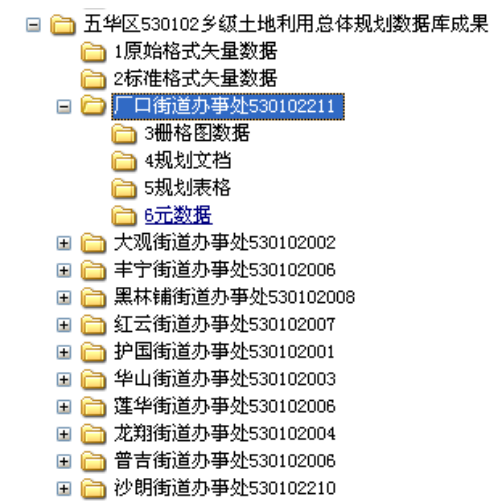 五华区530102乡级土地利用总体规划数据库成果
1原始格式矢量数据
2标准格式矢量数据
厂口街道办事处530102211
3栅格图数据
4规划文档
5规划表格
6元数据
大观街道办事处530102002
丰宁街道办事处530102006
黑林铺街道办事处530102008
红云街道办事处530102007
护国街道办事处530102001
华山街道办事处530102003
莲华街道办事处530102006
龙翔街道办事处530102004
普吉街道办事处530102006
沙朗街道办事处530102210